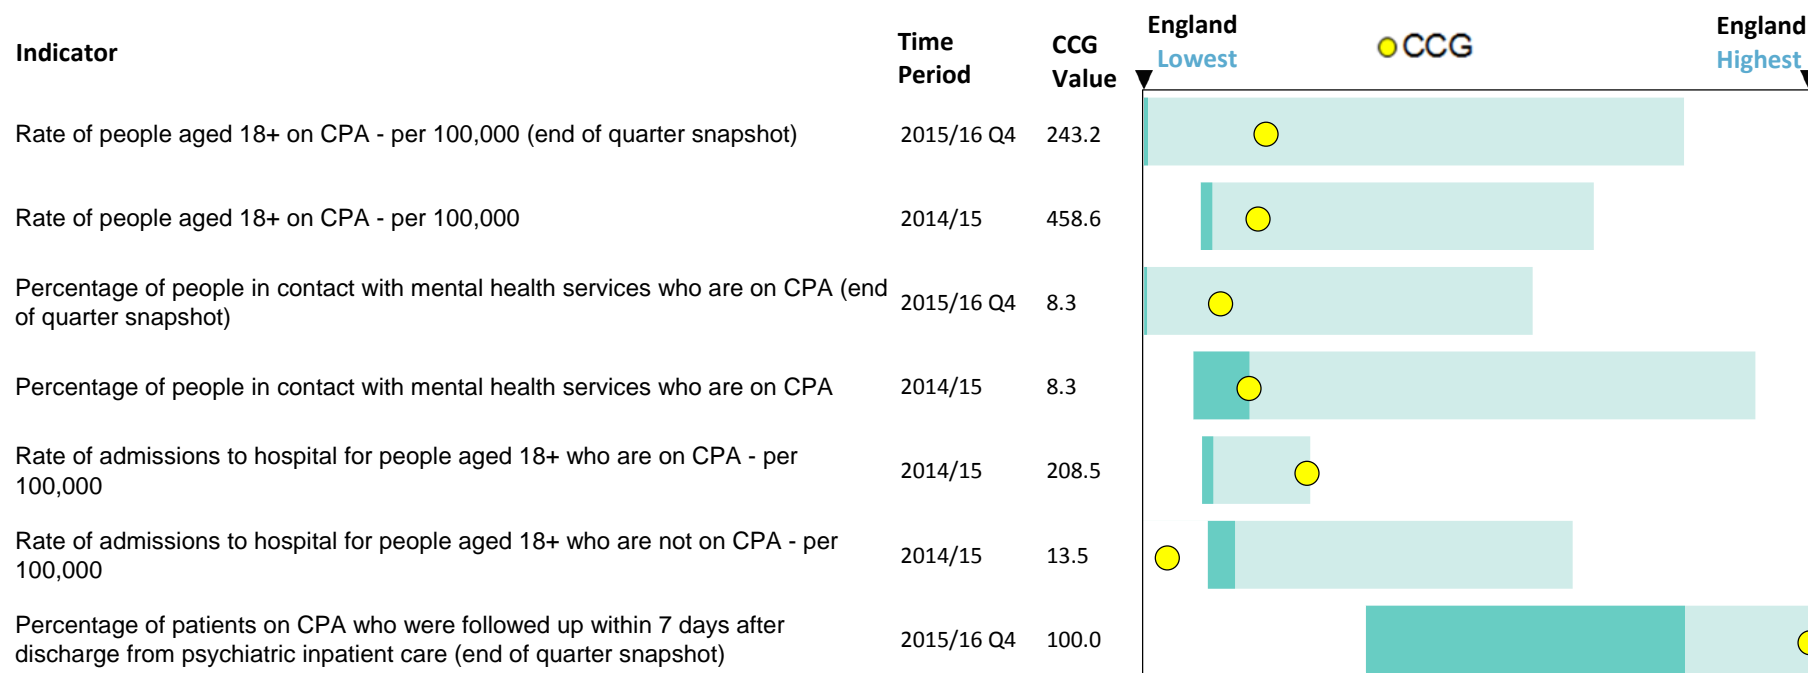 Indicator
Time
Period
CCG
Value
England
Lowest
CCG
England
Highest
Rate of people aged 18+ on CPA - per 100,000 (end of quarter snapshot)
2015/16 Q4
243.2
Rate of people aged 18+ on CPA - per 100,000
2014/15
458.6
Percentage of people in contact with mental health services who are on CPA (end
of quarter snapshot)
2015/16 Q4
8.3
Percentage of people in contact with mental health services who are on CPA
2014/15
8.3
Rate of admissions to hospital for people aged 18+ who are on CPA - per
100,000
2014/15
208.5
Rate of admissions to hospital for people aged 18+ who are not on CPA - per
100,000
2014/15
13.5
Percentage of patients on CPA who were followed up within 7 days after
discharge from psychiatric inpatient care (end of quarter snapshot)
2015/16 Q4
100.0